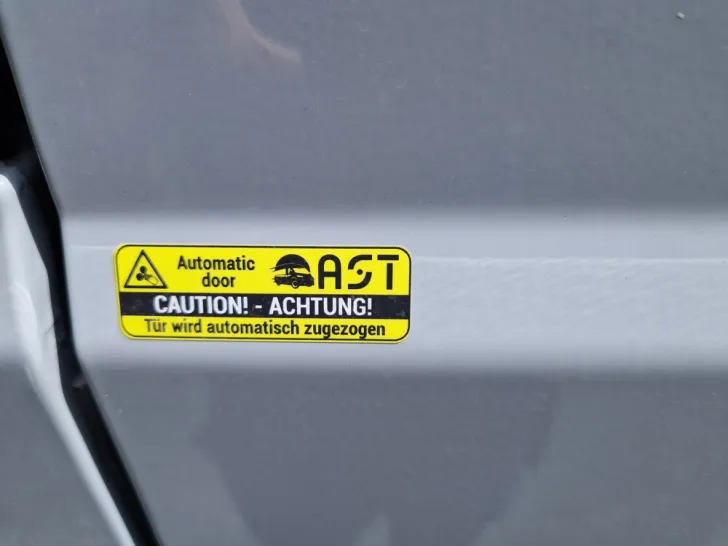 Automatic door
AST
CAUTION! - ACHTUNG!
Tür wird automatisch zugezogen